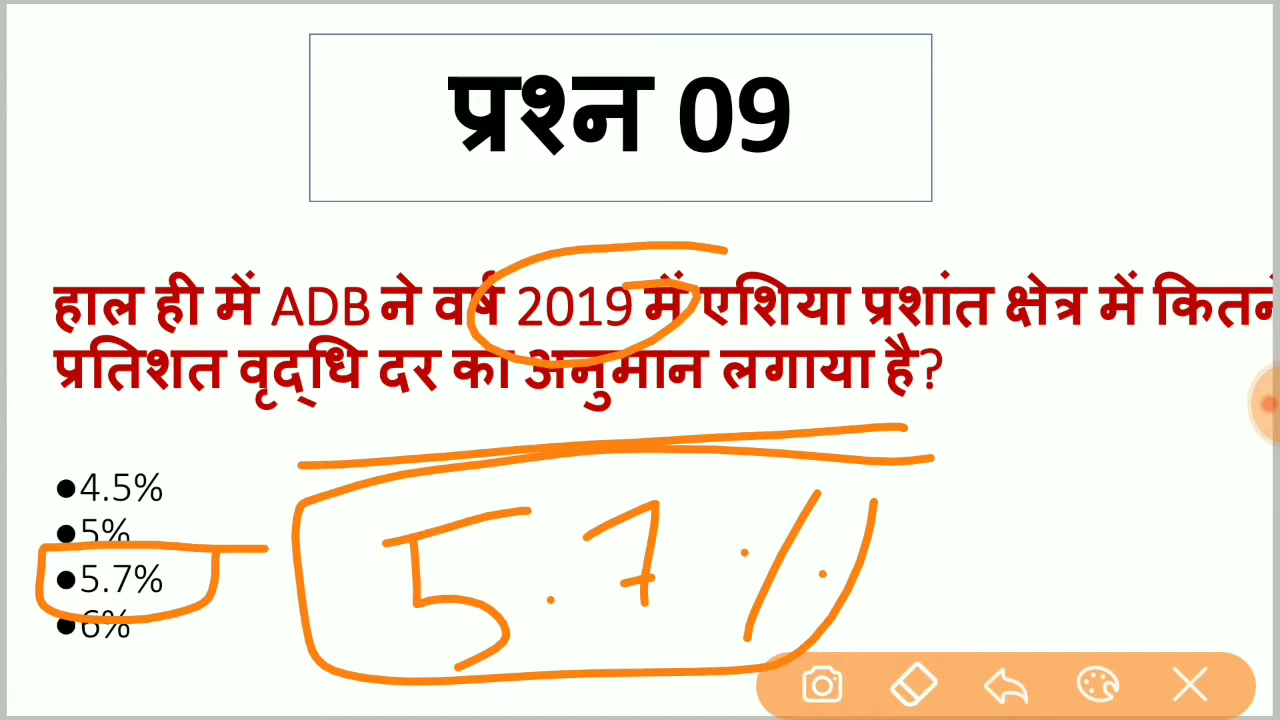 प्रश्न 09
हाल ही में ADB ने वर्ष 2019 में एशिया प्रशांत क्षेत्र में कितने
प्रतिशत वृद्धि दर का अनुमान लगाया है?
●4.5%
●5%
●5.7%
●6%
5.7%